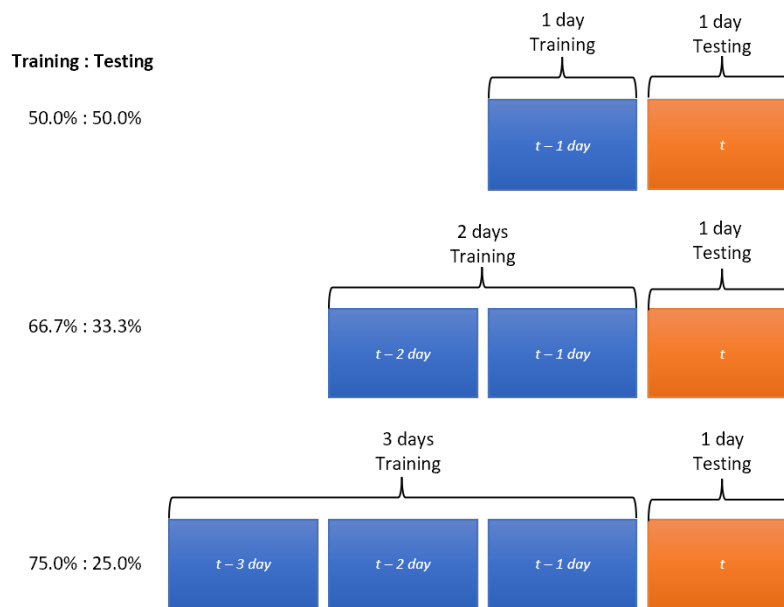 1 day
Training
1 day
Testing
Training : Testing
50.0% : 50.0%
t – 1 day
t
2 days
Training
1 day
Testing
66.7% : 33.3%
t – 2 day
t – 1 day
t
3 days
Training
1 day
Testing
75.0% : 25.0%
t – 3 day
t – 2 day
t – 1 day
t